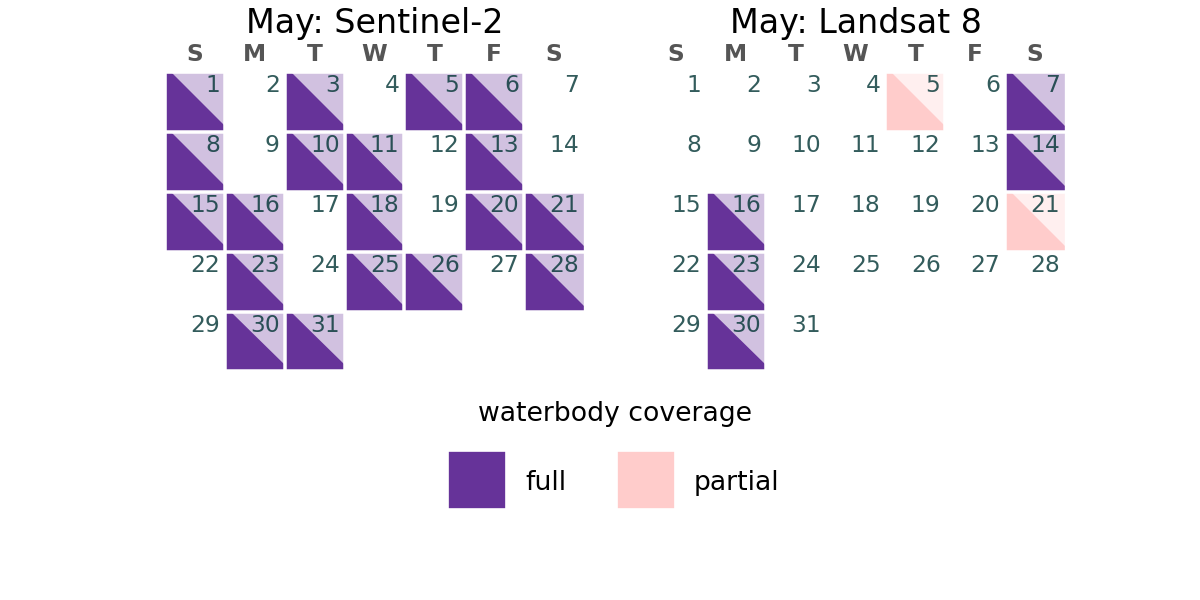 May: Sentinel-2
S M T W T F S
1 2 3 4 5 6 7
8 9 10 11 12 13 14
15 16 17 18 19 20 21
22 23 24 25 26 27 28
29 30 31
May: Landsat 8
S M T W T F S
1 2 3 4 5 6 7
8 9 10 11 12 13 14
15 16 17 18 19 20 21
22 23 24 25 26 27 28
29 30 31
waterbody coverage
full partial